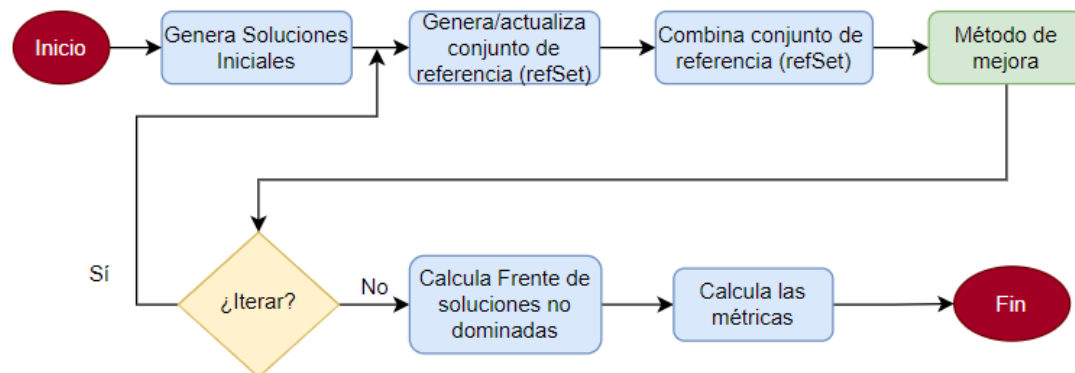 Inicio
Genera Soluciones
Iniciales
Genera/actualiza
conjunto de
referencia (refSet)
Combina conjunto de
referencia (refSet)
Método de
mejora
Sí
¿Iterar?
No
Calcula Frente de
soluciones no
dominadas
Calcula las
métricas
Fin